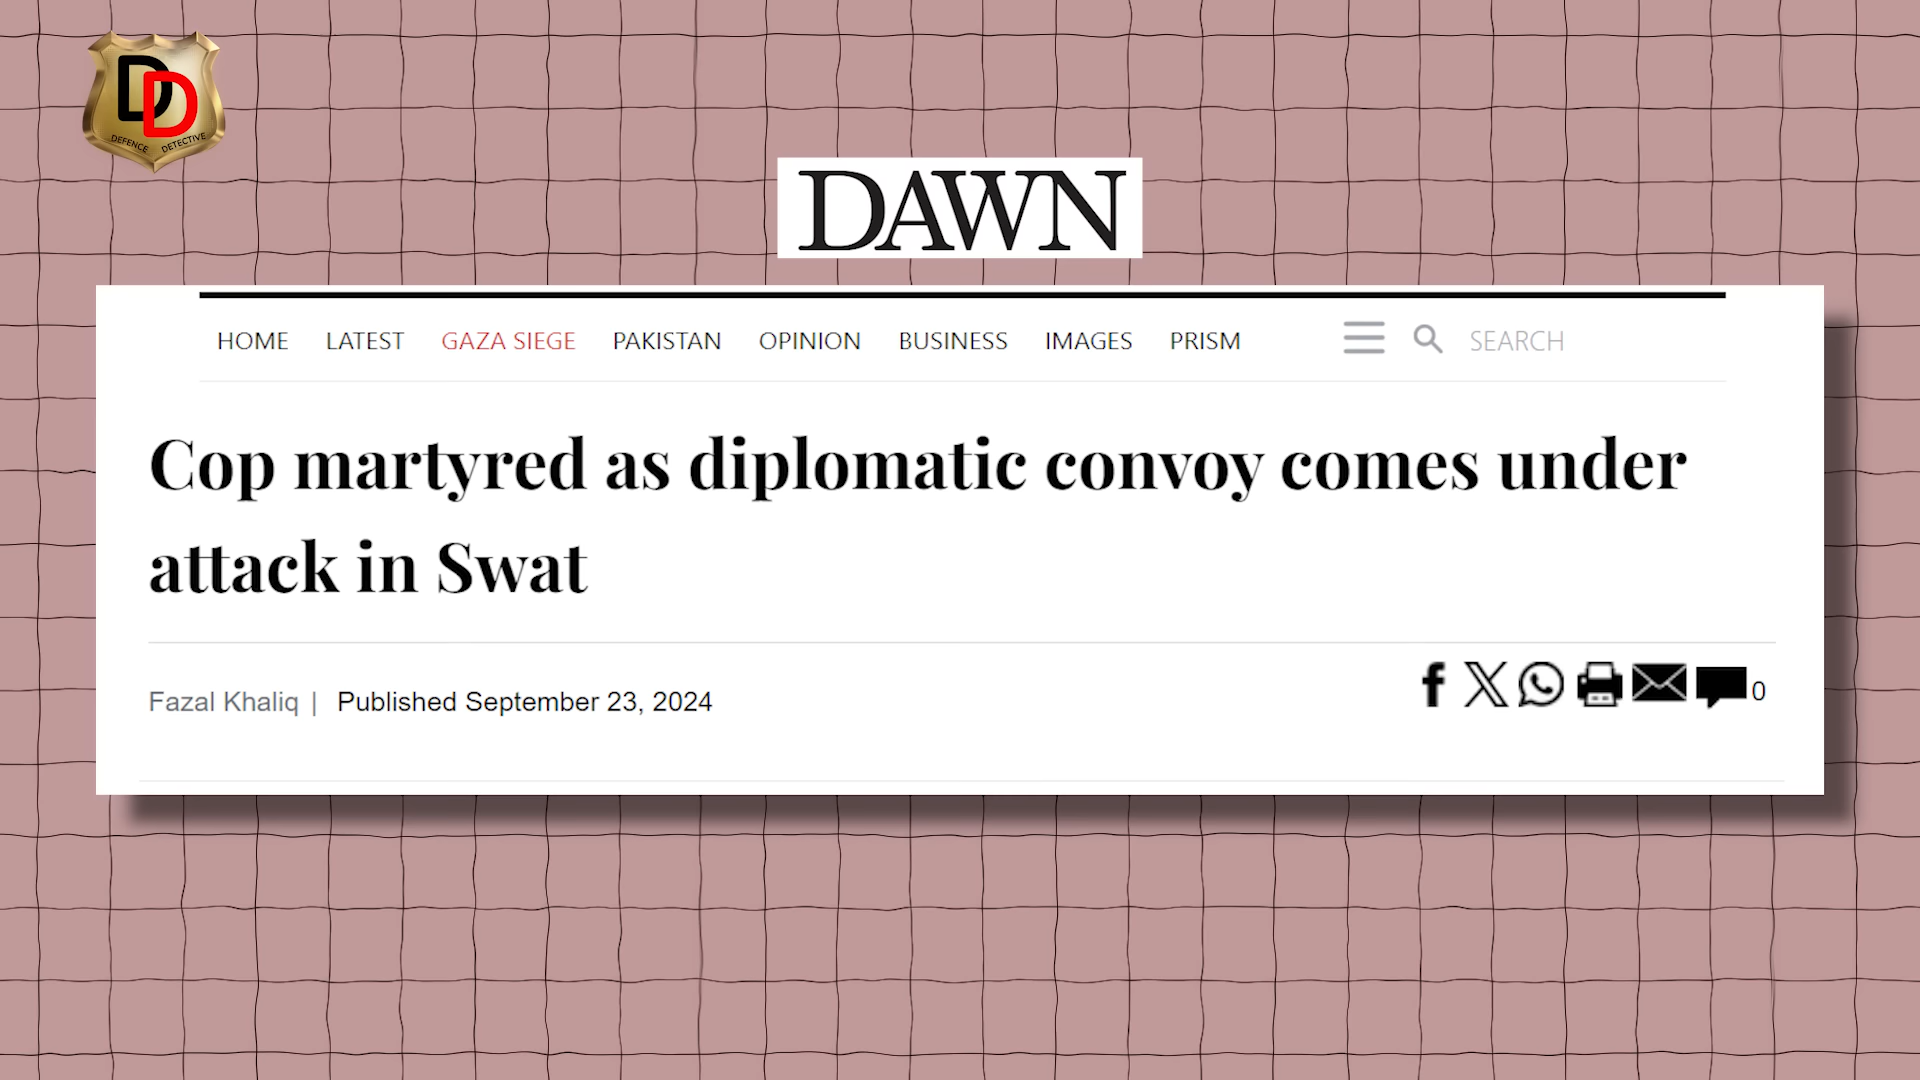 DD
DEFENCE DETECTIVE
DAWN
HOME LATEST GAZA SIEGE PAKISTAN OPINION BUSINESS IMAGES PRISM SEARCH
Cop martyred as diplomatic convoy comes under
attack in Swat
Fazal Khaliq | Published September 23, 2024
0